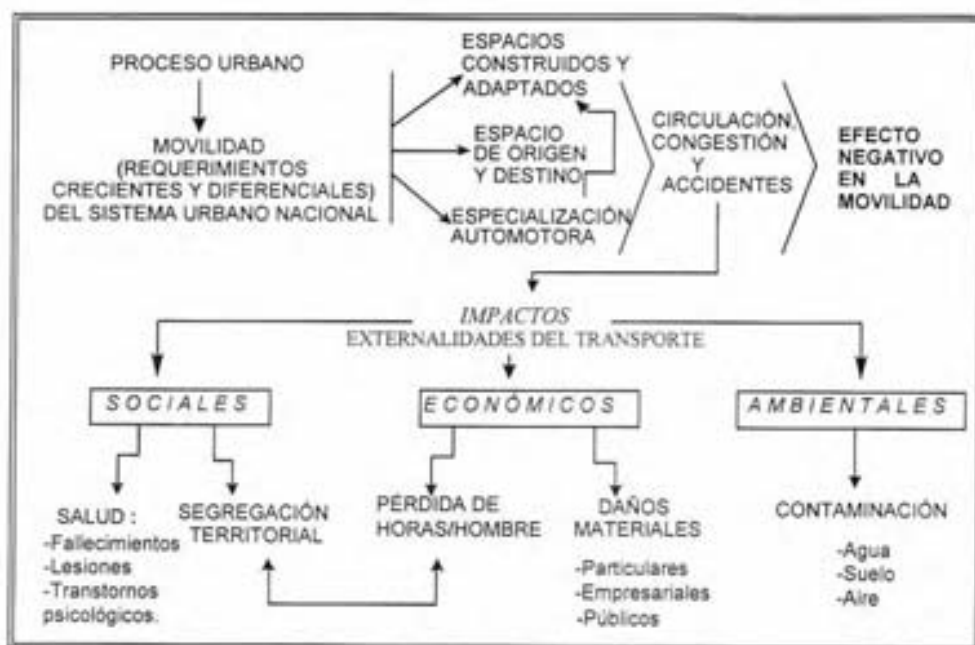 PROCESO URBANO
MOVILIDAD
(REQUERIMIENTOS
CRECIENTES Y DIFERENCIALES)
DEL SISTEMA URBANO NACIONAL
ESPACIOS
CONSTRUIDOS Y
ADAPTADOS
ESPACIO
DE ORIGEN
Y DESTINO
ESPECIALIZACIÓN
AUTOMOTORA
CIRCULACIÓN,
CONGESTIÓN
Y
ACCIDENTES
EFECTO
NEGATIVO
EN LA
MOVILIDAD
IMPACTOS
EXTERNALIDADES DEL TRANSPORTE
SOCIALES
ECONÓMICOS
AMBIENTALES
SALUD :
-Fallecimientos
-Lesiones
-Transtornos
psicológicos.
SEGREGACIÓN
TERRITORIAL
PÉRDIDA DE
HORAS/HOMBRE
DAÑOS
MATERIALES
-Particulares
-Empresariales
-Públicos
CONTAMINACIÓN
-Agua
-Suelo
-Aire